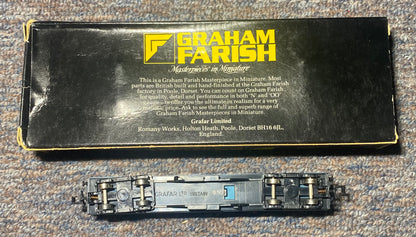 GRAHAM
FARISH
Masterpieces in Miniature
This is a Graham Farish Masterpiece in Miniature. Most
parts are British built and hand-finished at the Graham Farish
factory in Poole, Dorset. You can count on Graham Farish
for quality, detail and performance in both 'N' and 'OO'
to offer you the ultimate in realism for a very
price. Ask to see the full and superb range of
Graham Farish Masterpieces in Miniature.
Grafar Limited
Romany Works, Holton Heath, Poole, Dorset BH16 6JL,
England.
GRAFAR LTD